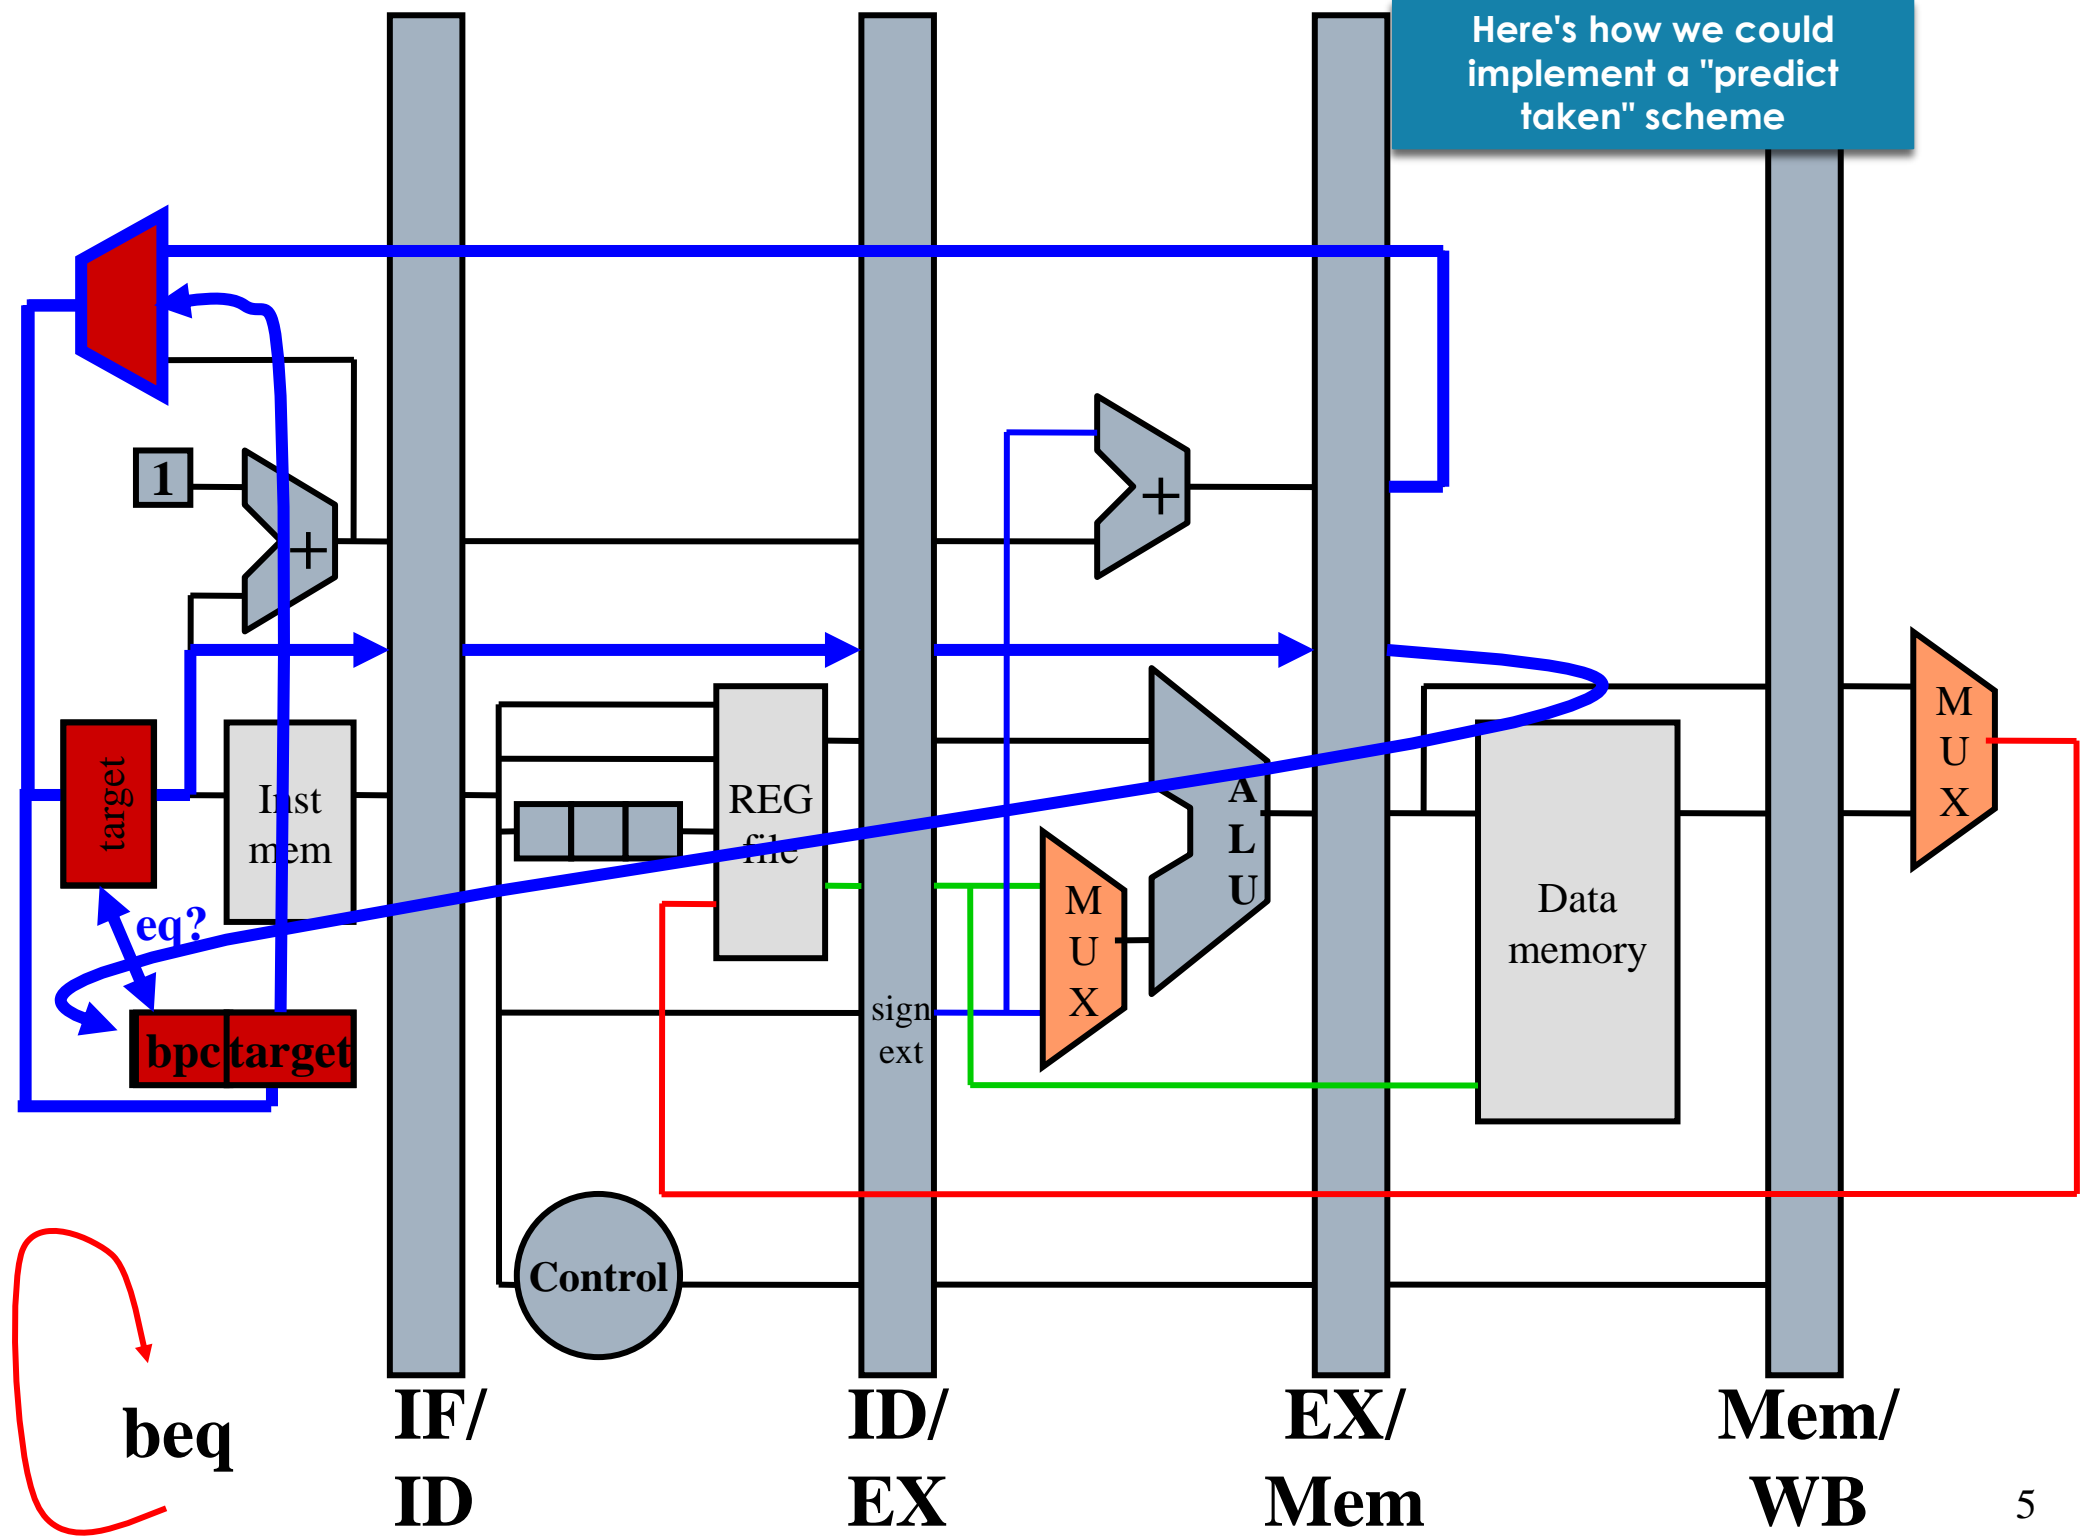 Here's how we could
implement a "predict
taken" scheme
1
+
+
target
Inst
mem
REG
file
A
L
U
M
U
X
M
U
X
Data
memory
eq?
sign
ext
bpc target
Control
beq
IF/
ID
ID/
EX
EX/
Mem
Mem/
WB
5